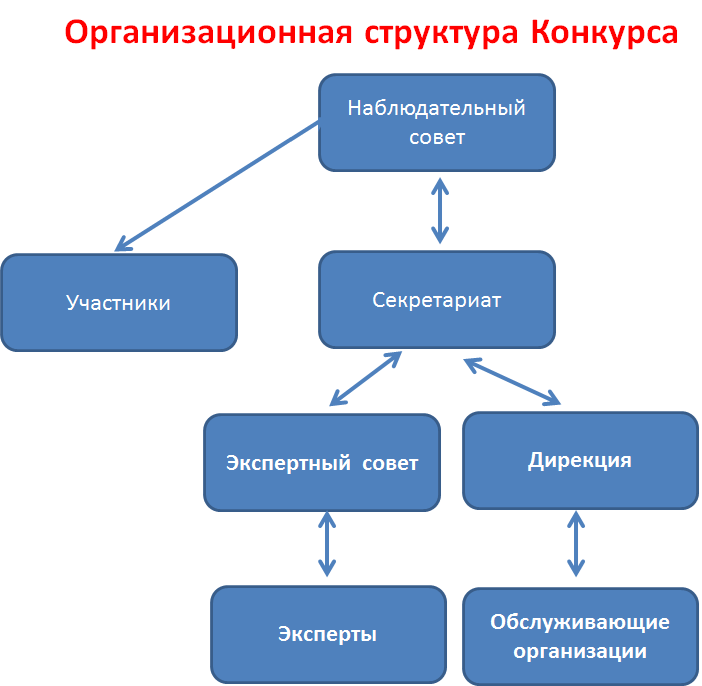 Организационная структура Конкурса
Наблюдательный
совет
Участники
Секретариат
Экспертный совет
Дирекция
Эксперты
Обслуживающие
организации